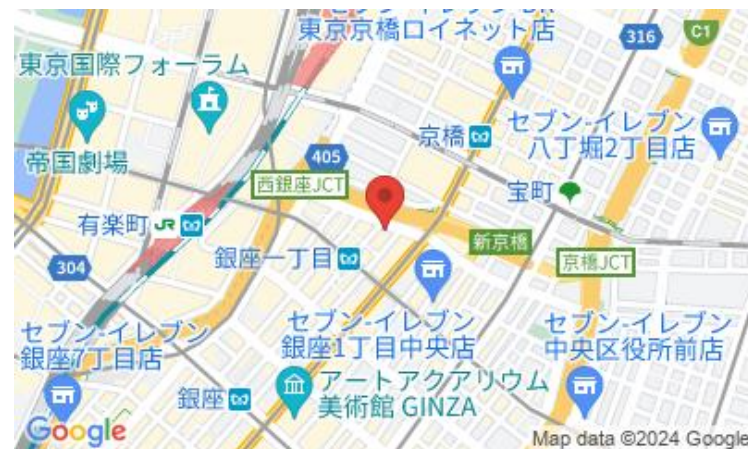 東京京橋ロイネット店
316
C1
東京国際フォーラム
京橋
セブン-イレブン
八丁堀2丁目店
帝国劇場
405
西銀座JCT
宝町
有楽町
JR
新京橋
304
銀座一丁目
京橋JCT
セブン-イレブン
銀座7丁目店
セブン-イレブン
銀座1丁目中央店
セブン-イレブン
中央区役所前店
銀座
アートアクアリウム
美術館 GINZA
Google
Map data ©2024 Google